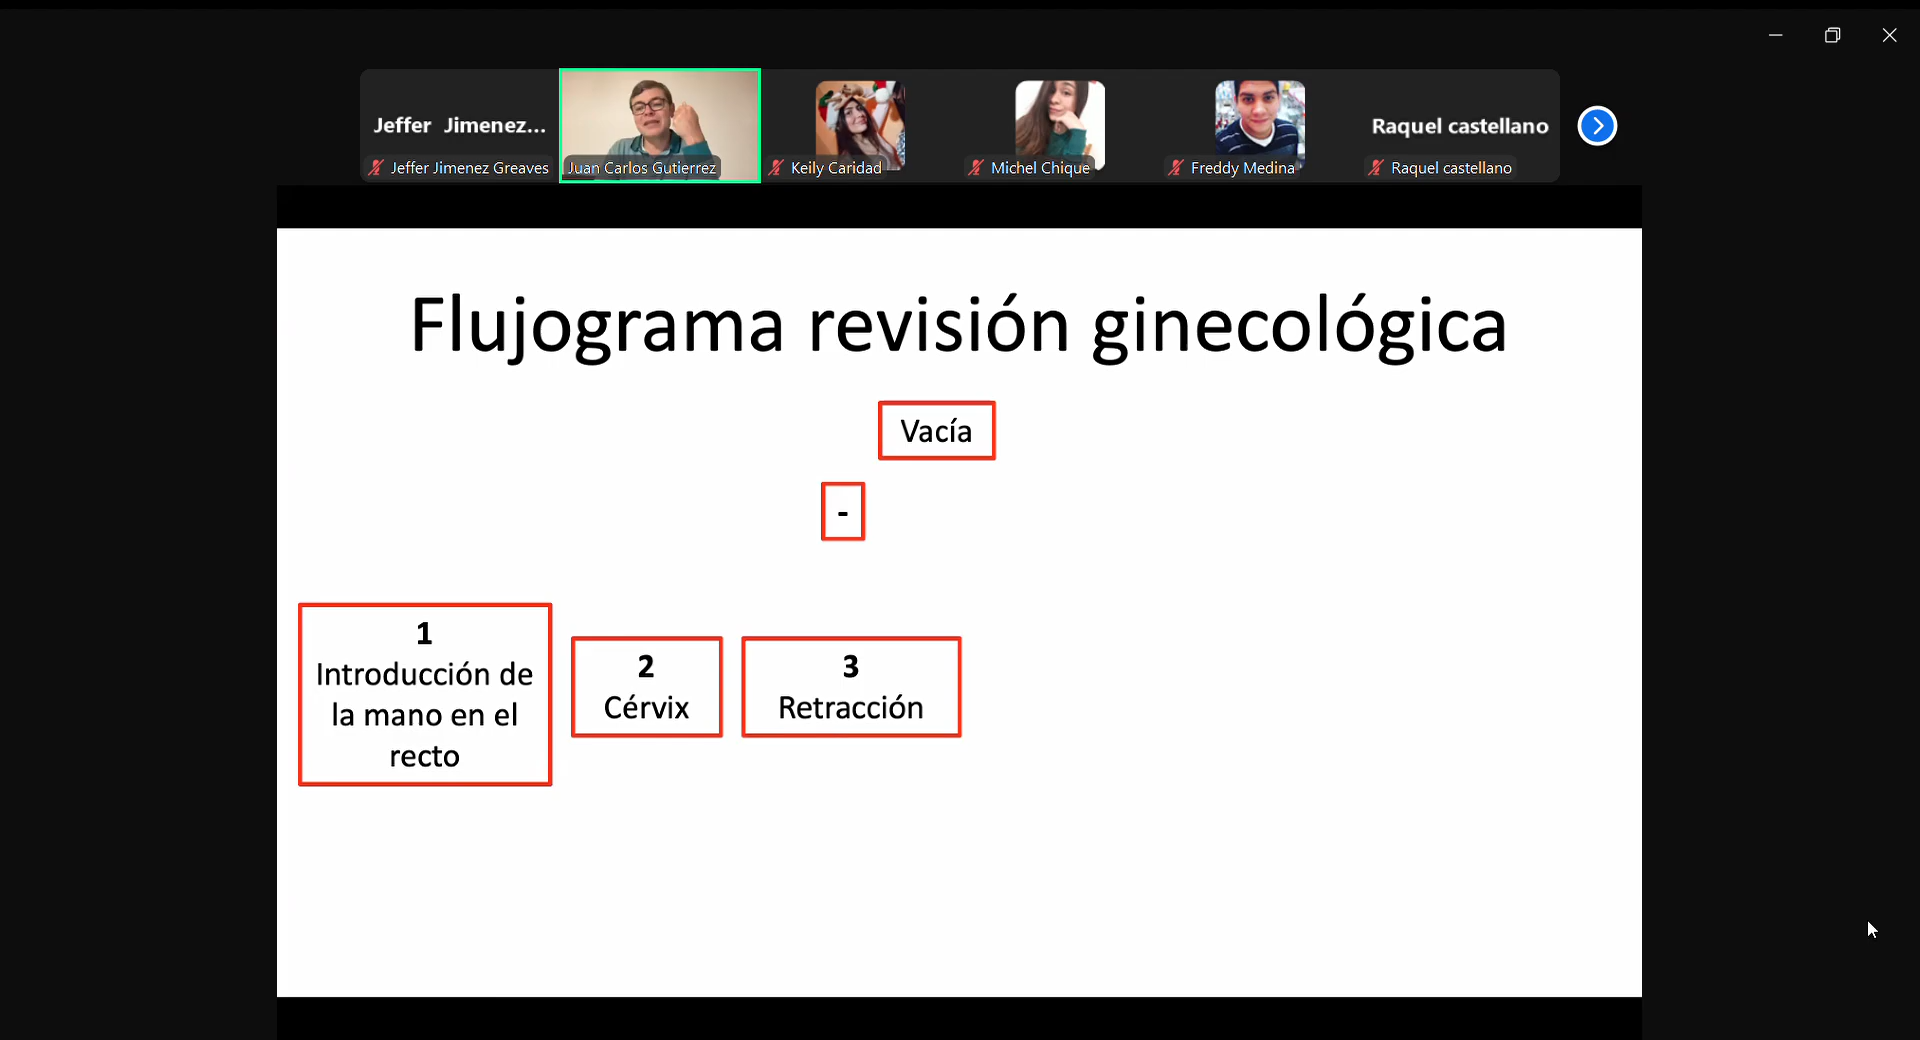 Jeffer Jimenez...
Raquel castellano
Jeffer Jimenez Greaves
Juan Carlos Gutierrez
Keily Caridad
Michel Chique
Freddy Medina
Raquel castellano
Flujograma revisión ginecológica
Vacía
-
1
Introducción de
la mano en el
recto
2
Cérvix
3
Retracción